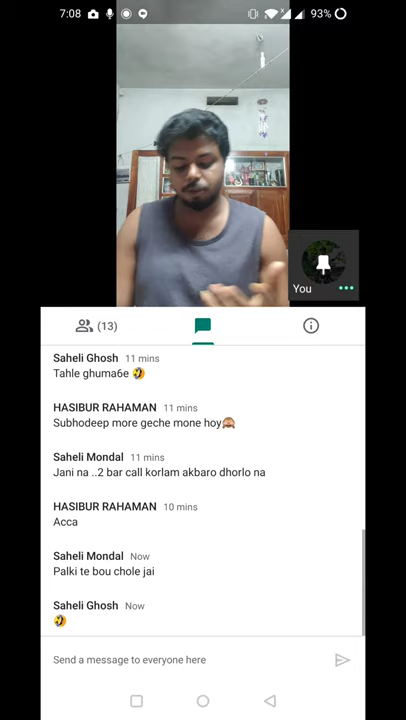 7:08
93%
You
(13)
Saheli Ghosh 11 mins
Tahle ghuma6e 🤣
HASIBUR RAHAMAN 11 mins
Subhodeep more geche mone hoy🙈
Saheli Mondal 11 mins
Jani na ..2 bar call korlam akbaro dhorlo na
HASIBUR RAHAMAN 10 mins
Acca
Saheli Mondal Now
Palki te bou chole jai
Saheli Ghosh Now
🤣
Send a message to everyone here